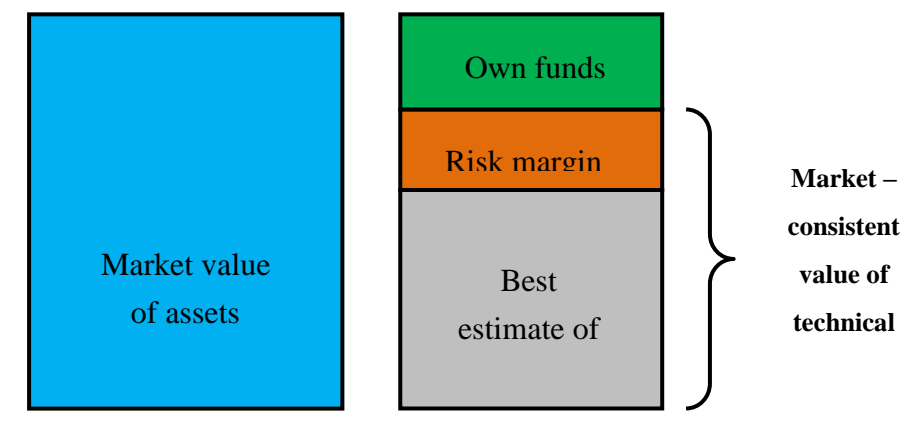 Own funds
Risk margin
Market value
of assets
Best
estimate of
Market –
consistent
value of
technical